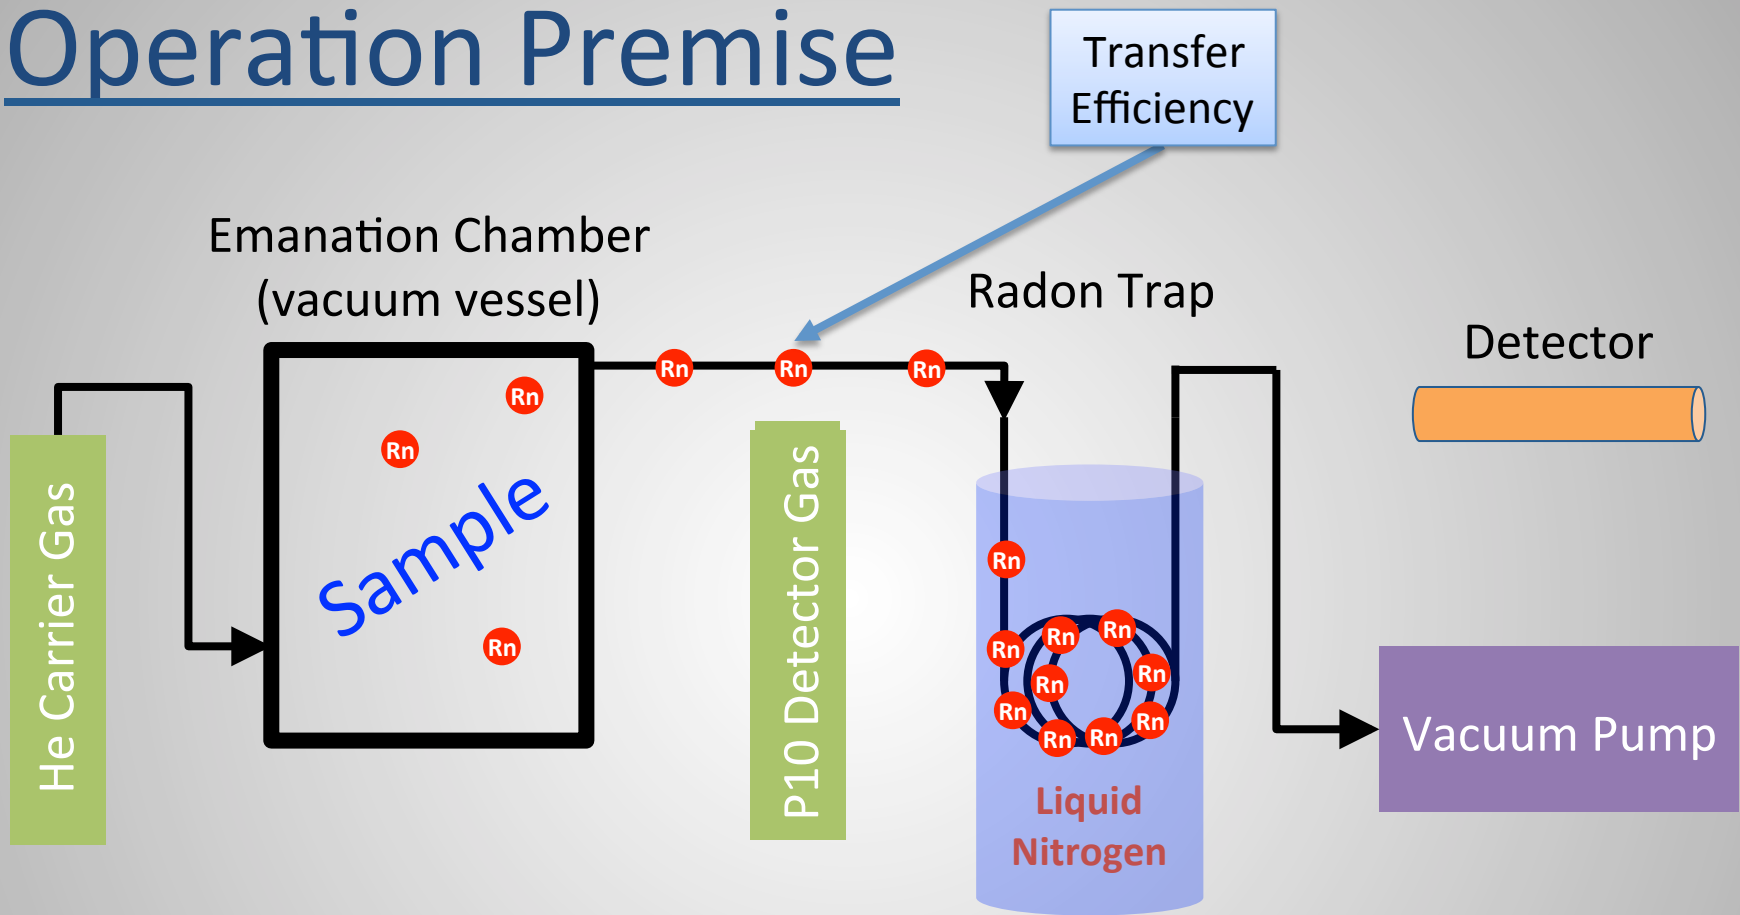 Operation Premise
Transfer
Efficiency
Emanation Chamber
(vacuum vessel)
Radon Trap
Detector
Rn
Rn
Rn
Rn
Rn
Sample
Rn
He Carrier Gas
P10 Detector Gas
Rn
Rn
Rn
Rn
Rn
Rn
Rn
Rn
Rn
Rn
Liquid
Nitrogen
Vacuum Pump